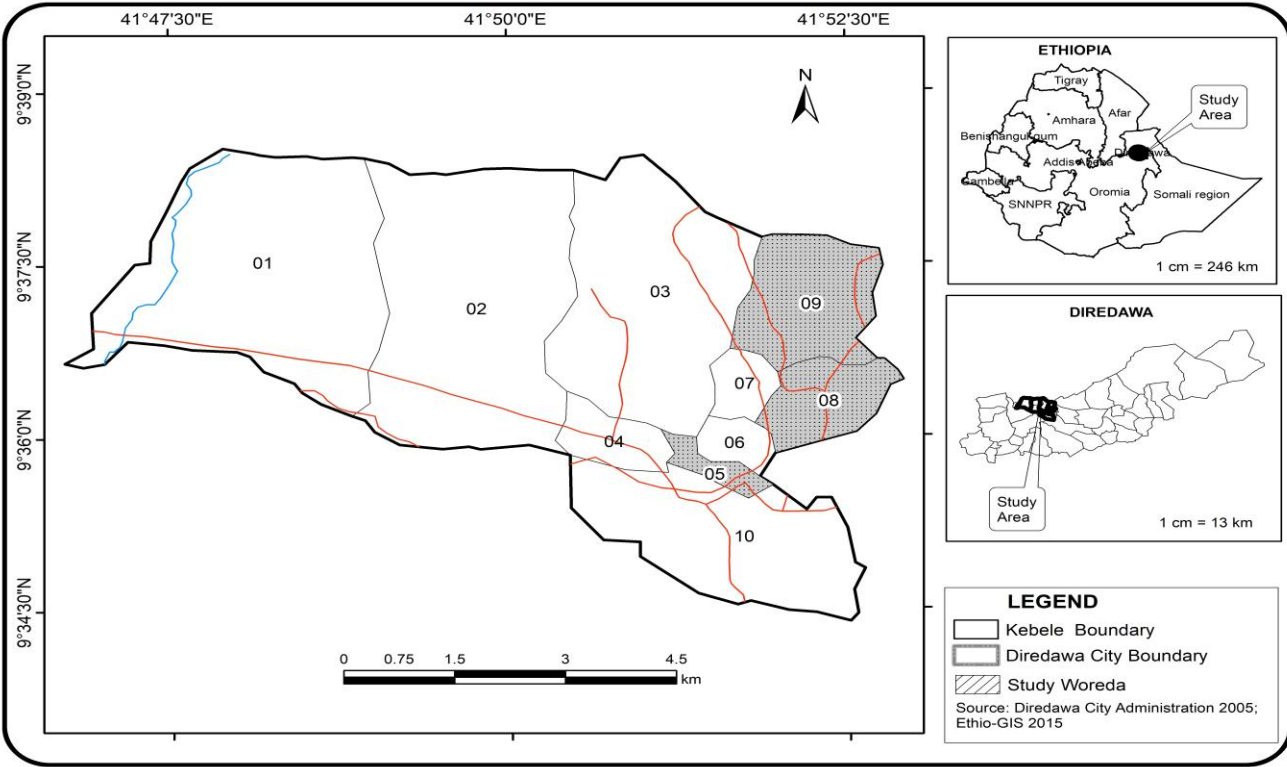 41°47'30"E
41°50'0"E
41°52'30"E
9°39'0"N
9°37'30"N
9°36'0"N
9°34'30"N
N
01
02
03
09
07
08
04
06
05
10
0 0.75 1.5 3 4.5
km
ETHIOPIA
Tigray
Afar
Amhara
Study
Area
Addis Abeba
Gambella
Oromia
Somali region
SNNPR
1 cm = 246 km
DIREDAWA
Study
Area
1 cm = 13 km
LEGEND
Kebele Boundary
Diredawa City Boundary
Study Woreda
Source: Diredawa City Administration 2005;
Ethio-GIS 2015